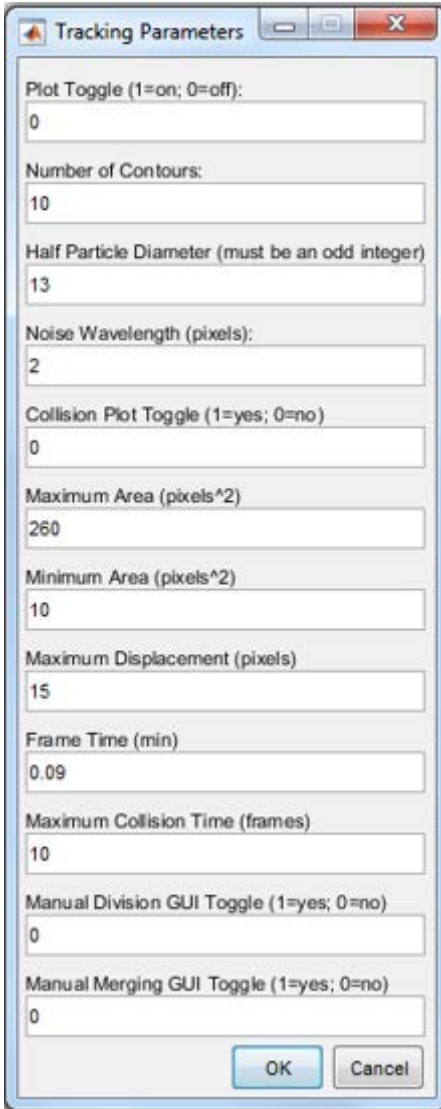 Tracking Parameters
Plot Toggle (1=on; 0=off):
0
Number of Contours:
10
Half Particle Diameter (must be an odd integer)
13
Noise Wavelength (pixels):
2
Collision Plot Toggle (1=yes; 0=no)
0
Maximum Area (pixels^2)
260
Minimum Area (pixels^2)
10
Maximum Displacement (pixels)
15
Frame Time (min)
0.09
Maximum Collision Time (frames)
10
Manual Division GUI Toggle (1=yes; 0=no)
0
Manual Merging GUI Toggle (1=yes; 0=no)
0
OK Cancel